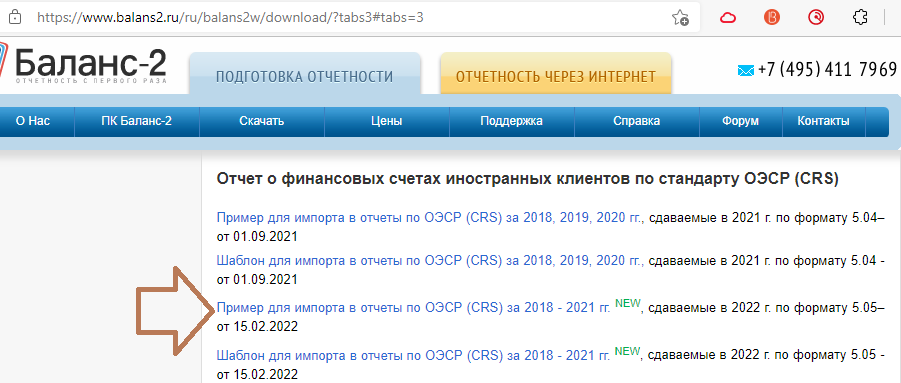 https://www.balans2.ru/ru/balans2w/download/?tabs3#tabs=3
Баланс-2
ОТЧЕТНОСТЬ С ПЕРВОГО РАЗА
ПОДГОТОВКА ОТЧЕТНОСТИ
ОТЧЕТНОСТЬ ЧЕРЕЗ ИНТЕРНЕТ
+7 (495) 411 7969
О Нас
ПК Баланс-2
Скачать
Цены
Поддержка
Справка
Форум
Контакты
Отчет о финансовых счетах иностранных клиентов по стандарту ОЭСР (CRS)
Пример для импорта в отчеты по ОЭСР (CRS) за 2018, 2019, 2020 гг., сдаваемые в 2021 г. по формату 5.04–
от 01.09.2021
Шаблон для импорта в отчеты по ОЭСР (CRS) за 2018, 2019, 2020 гг., сдаваемые в 2021 г. по формату 5.04 -
от 01.09.2021
Пример для импорта в отчеты по ОЭСР (CRS) за 2018 - 2021 гг. NEW, сдаваемые в 2022 г. по формату 5.05–
от 15.02.2022
Шаблон для импорта в отчеты по ОЭСР (CRS) за 2018 - 2021 гг. NEW, сдаваемые в 2022 г. по формату 5.05 -
от 15.02.2022